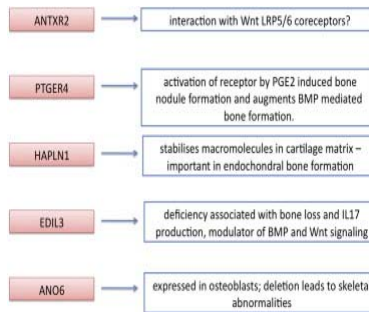 ANTXR2
interaction with Wnt LRP5/6 coreceptors?
PTGER4
activation of receptor by PGE2 induced bone
nodule formation and augments BMP mediated
bone formation.
HAPLN1
stabilises macromolecules in cartilage matrix –
important in endochondral bone formation
EDIL3
deficiency associated with bone loss and IL17
production, modulator of BMP and Wnt signaling
ANO6
expressed in osteoblasts; deletion leads to skeletal
abnormalities